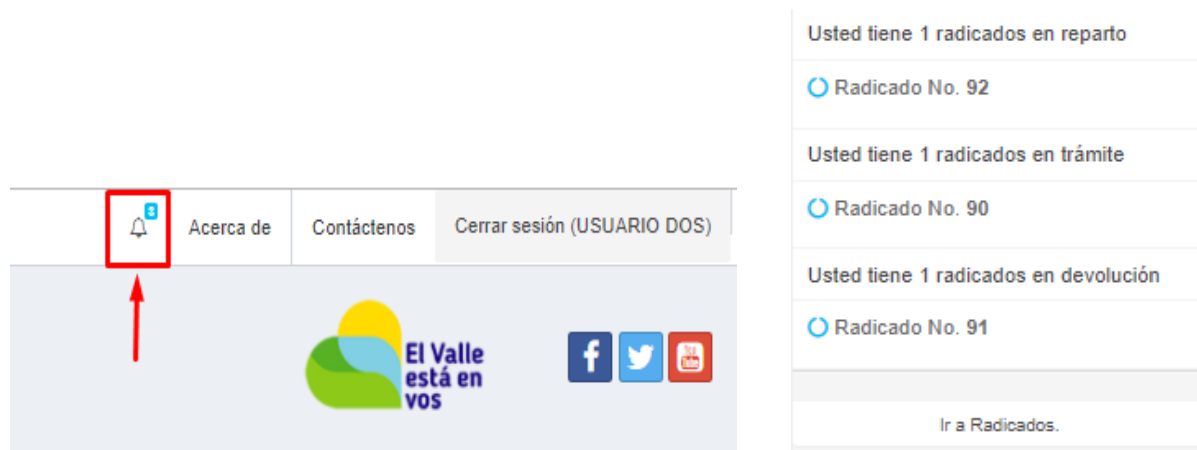 3
Acerca de
Contáctenos
Cerrar sesión (USUARIO DOS)
El Valle
está en
vos
f
You
Tube
Usted tiene 1 radicados en reparto
Radicado No. 92
Usted tiene 1 radicados en trámite
Radicado No. 90
Usted tiene 1 radicados en devolución
Radicado No. 91
Ir a Radicados.